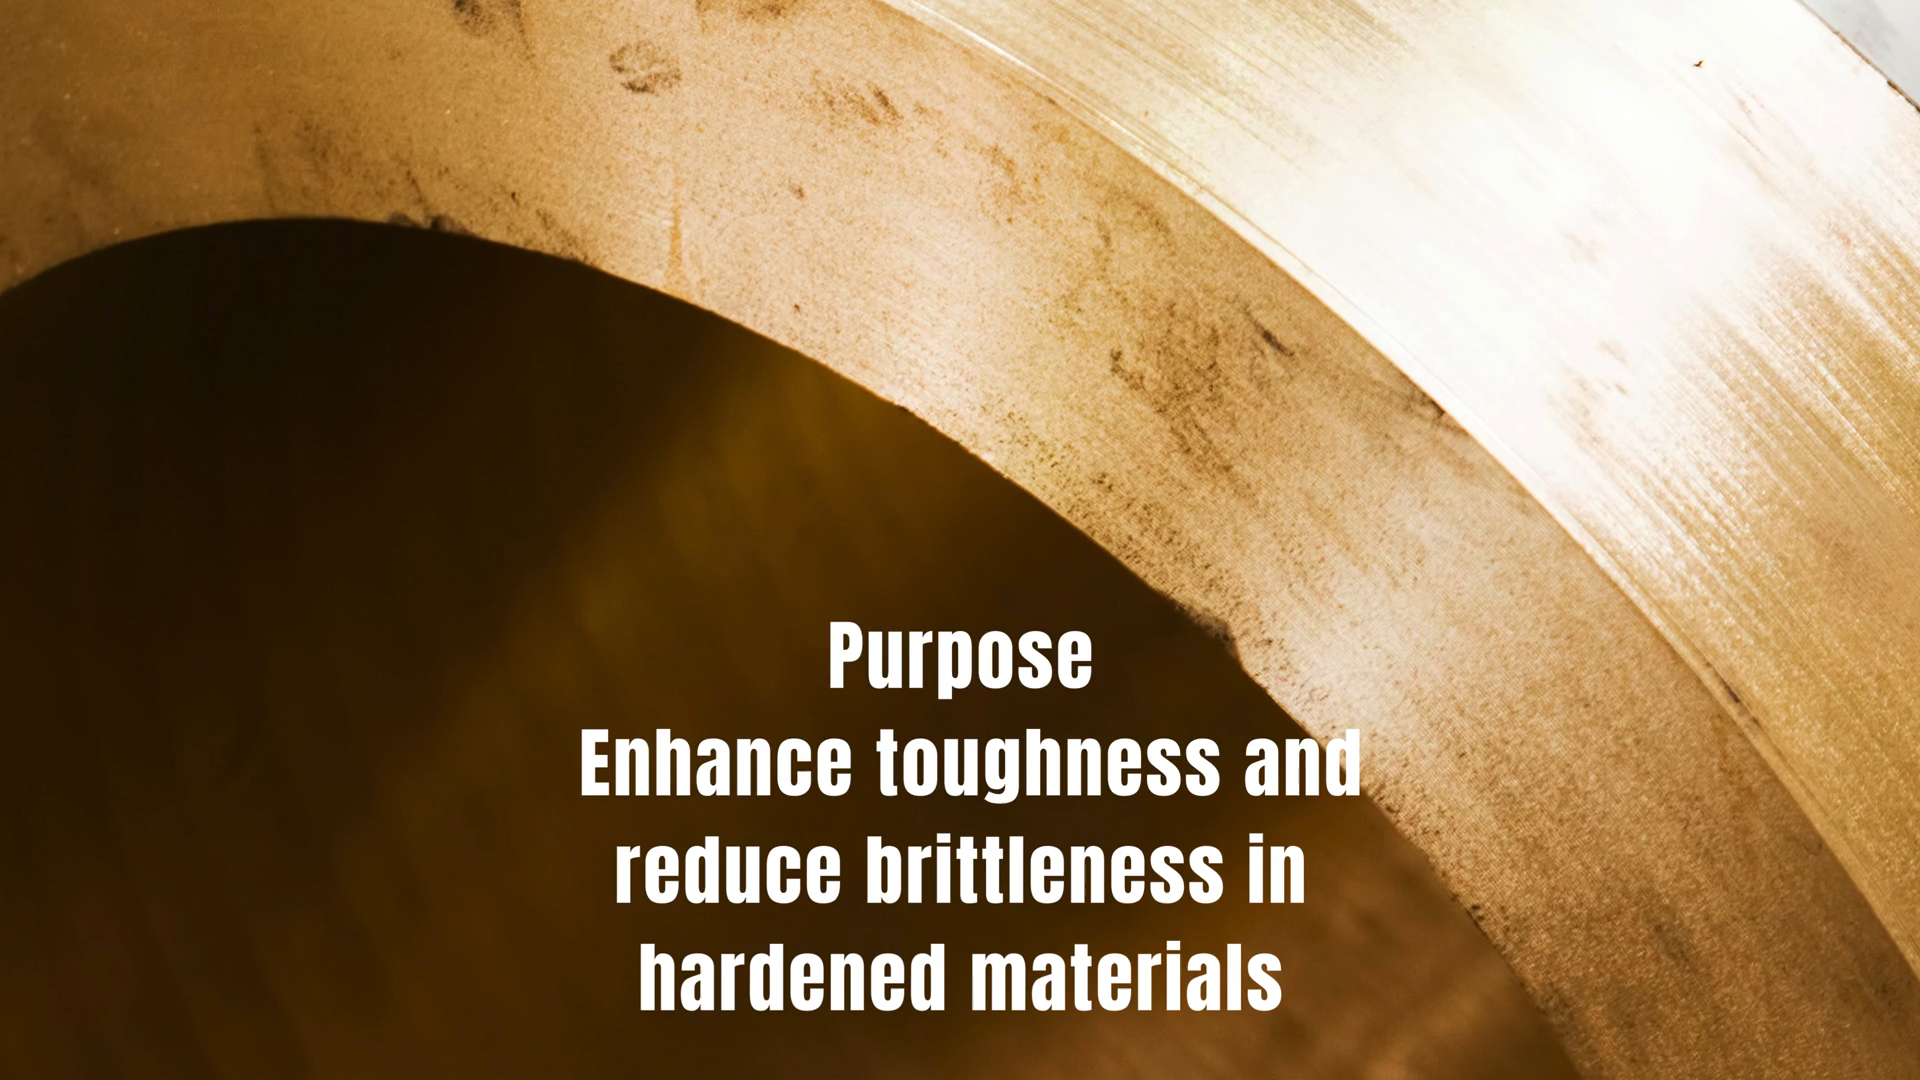 Purpose
Enhance toughness and
reduce brittleness in
hardened materials